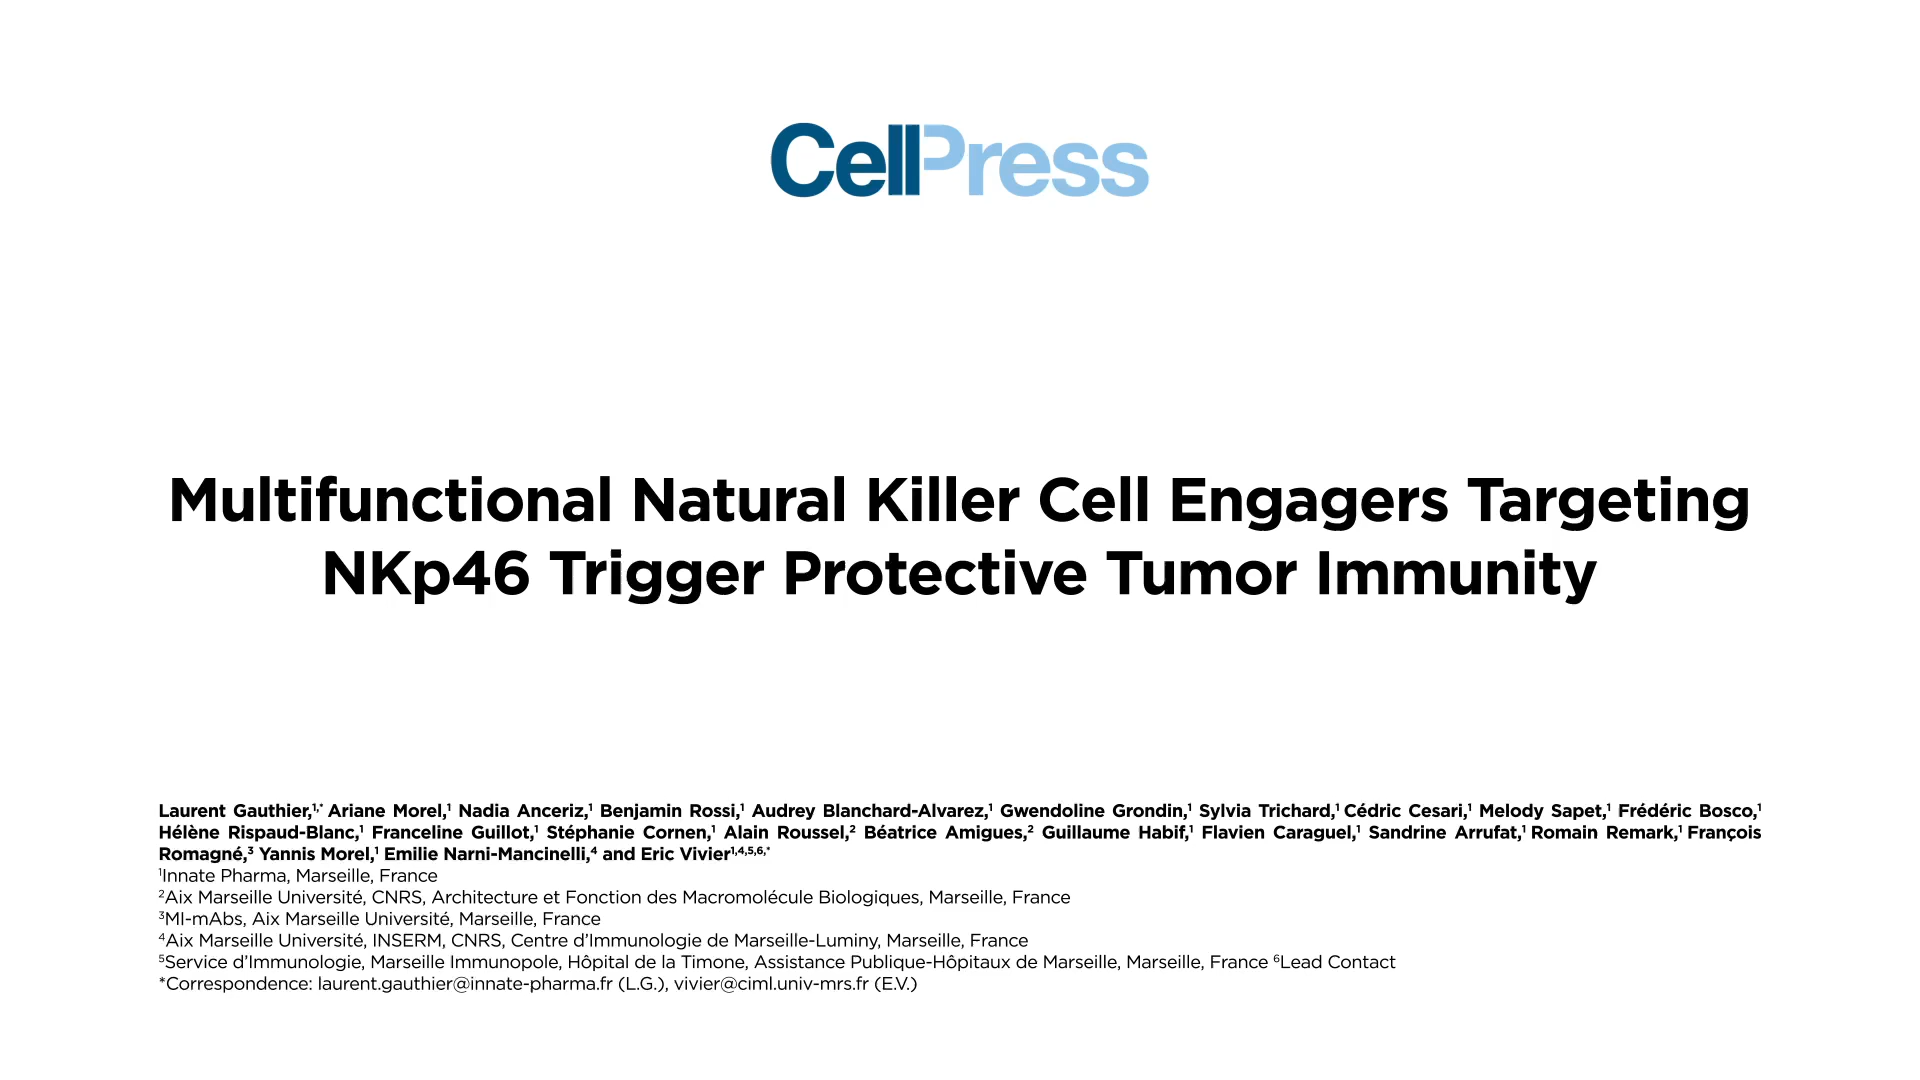 CellPress
Multifunctional Natural Killer Cell Engagers Targeting
NKp46 Trigger Protective Tumor Immunity
Laurent Gauthier,1,* Ariane Morel,1 Nadia Anceriz,1 Benjamin Rossi,1 Audrey Blanchard-Alvarez,1 Gwendoline Grondin,1 Sylvia Trichard,1 Cédric Cesari,1 Melody Sapet,1 Frédéric Bosco,1
Hélène Rispaud-Blanc,1 Franceline Guillot,1 Stéphanie Cornen,1 Alain Roussel,2 Béatrice Amigues,2 Guillaume Habif,1 Flavien Caraguel,1 Sandrine Arrufat,1 Romain Remark,1 François
Romagné,3 Yannis Morel,1 Emilie Narni-Mancinelli,4 and Eric Vivier1,4,5,6,*
1Innate Pharma, Marseille, France
2Aix Marseille Université, CNRS, Architecture et Fonction des Macromolécule Biologiques, Marseille, France
3MI-mAbs, Aix Marseille Université, Marseille, France
4Aix Marseille Université, INSERM, CNRS, Centre d’Immunologie de Marseille-Luminy, Marseille, France
5Service d’Immunologie, Marseille Immunopole, Hôpital de la Timone, Assistance Publique-Hôpitaux de Marseille, Marseille, France 6Lead Contact
*Correspondence: laurent.gauthier@innate-pharma.fr (L.G.), vivier@ciml.univ-mrs.fr (E.V.)